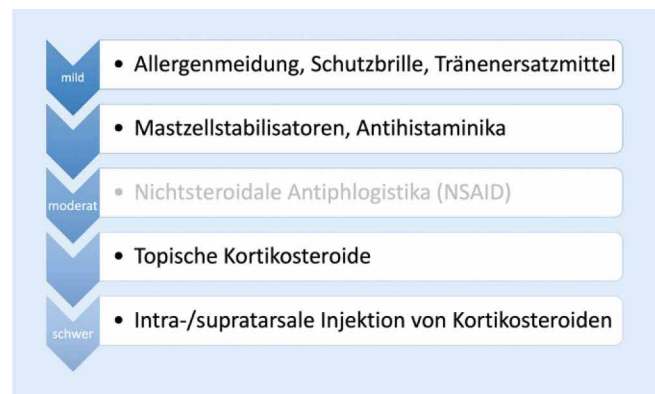 mild
• Allergenmeidung, Schutzbrille, Tränenersatzmittel
• Mastzellstabilisatoren, Antihistaminika
moderat
• Nichtsteroidale Antiphlogistika (NSAID)
• Topische Kortikosteroide
schwer
• Intra-/supratarsale Injektion von Kortikosteroiden